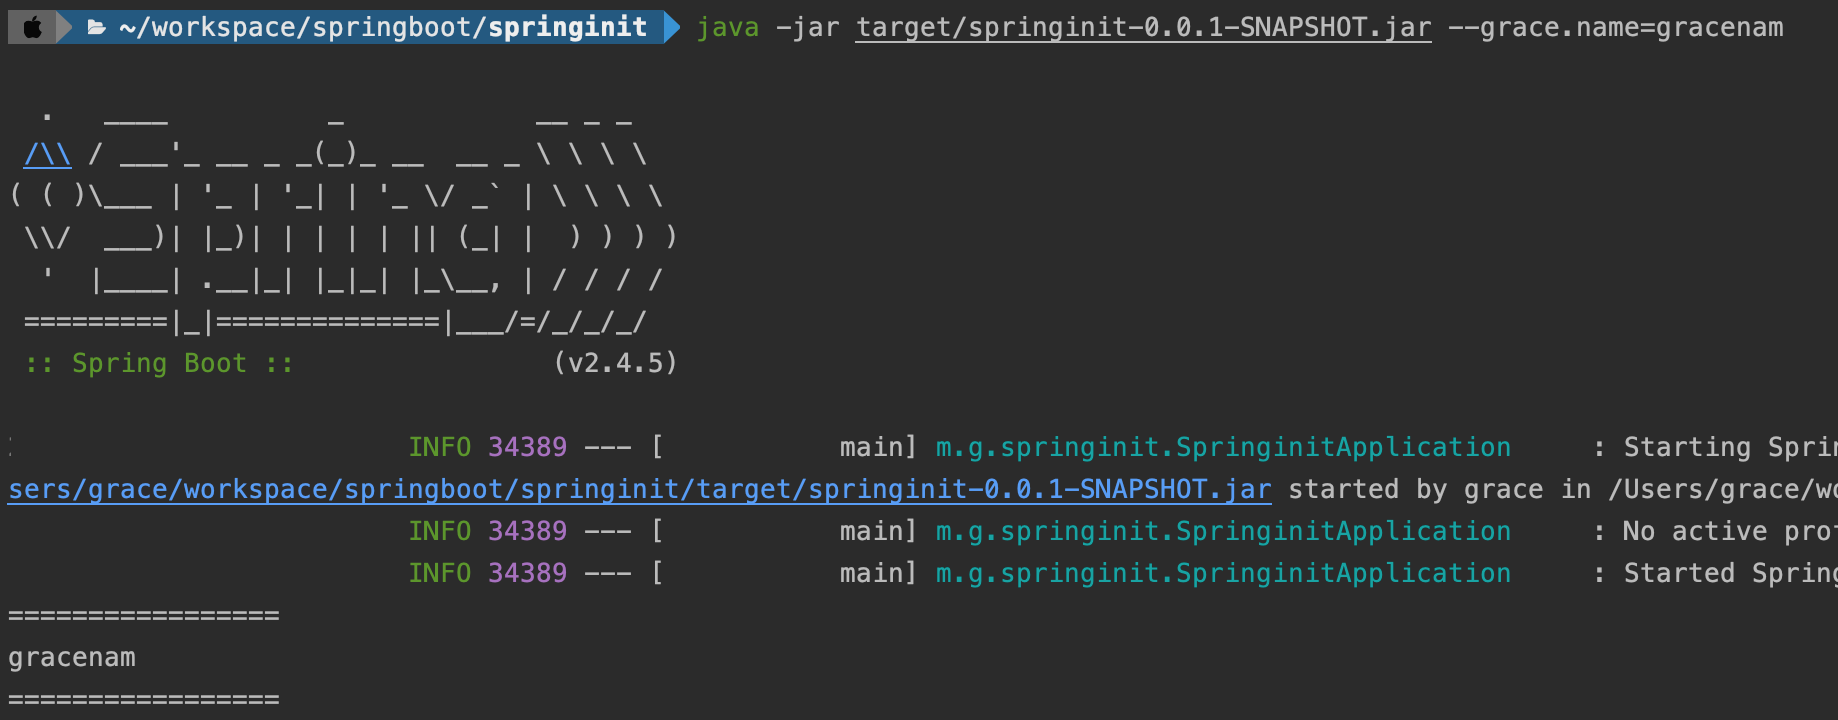 ~/workspace/springboot/springinit java -jar target/springinit-0.0.1-SNAPSHOT.jar --grace.name=gracenam
  .   ____          _            __ _ _
 /\\ / ___'_ __ _ _(_)_ __  __ _ \ \ \ \
( ( )\___ | '_ | '_| | '_ \/ _` | \ \ \ \
 \\/  ___)| |_)| | | | | || (_| |  ) ) ) )
  '  |____| .__|_| |_|_| |_\__, | / / / /
 =========|_|==============|___/=/_/_/_/
 :: Spring Boot ::                (v2.4.5)
INFO 34389 --- [           main] m.g.springinit.SpringinitApplication     : Starting
sers/grace/workspace/springboot/springinit/target/springinit-0.0.1-SNAPSHOT.jar started by grace in /Users/grace/
INFO 34389 --- [           main] m.g.springinit.SpringinitApplication     : No active
INFO 34389 --- [           main] m.g.springinit.SpringinitApplication     : Started Spring
=================
gracenam
=================